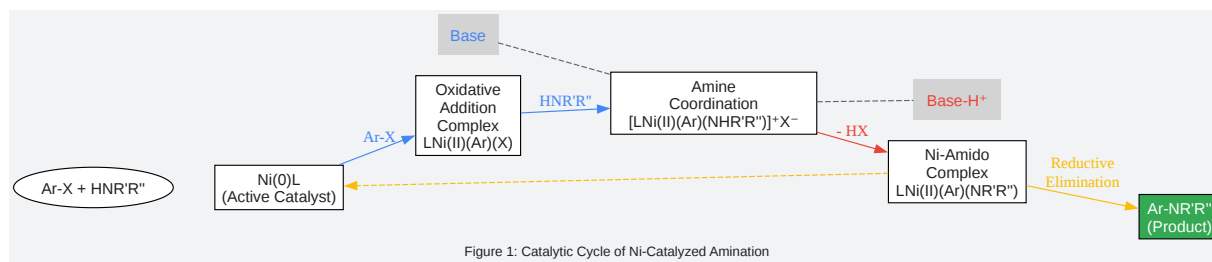 Base
Oxidative
Addition
Complex
LNi(II)(Ar)(X)
HNR'R"
Amine
Coordination
[LNi(II)(Ar)(NHR'R")]⁺X⁻
Base-H⁺
Ar-X
- HX
Ni-Amido
Complex
LNi(II)(Ar)(NR'R")
Reductive
Elimination
Ar-X + HNR'R"
Ni(0)L
(Active Catalyst)
Ar-NR'R"
(Product)
Figure 1: Catalytic Cycle of Ni-Catalyzed Amination